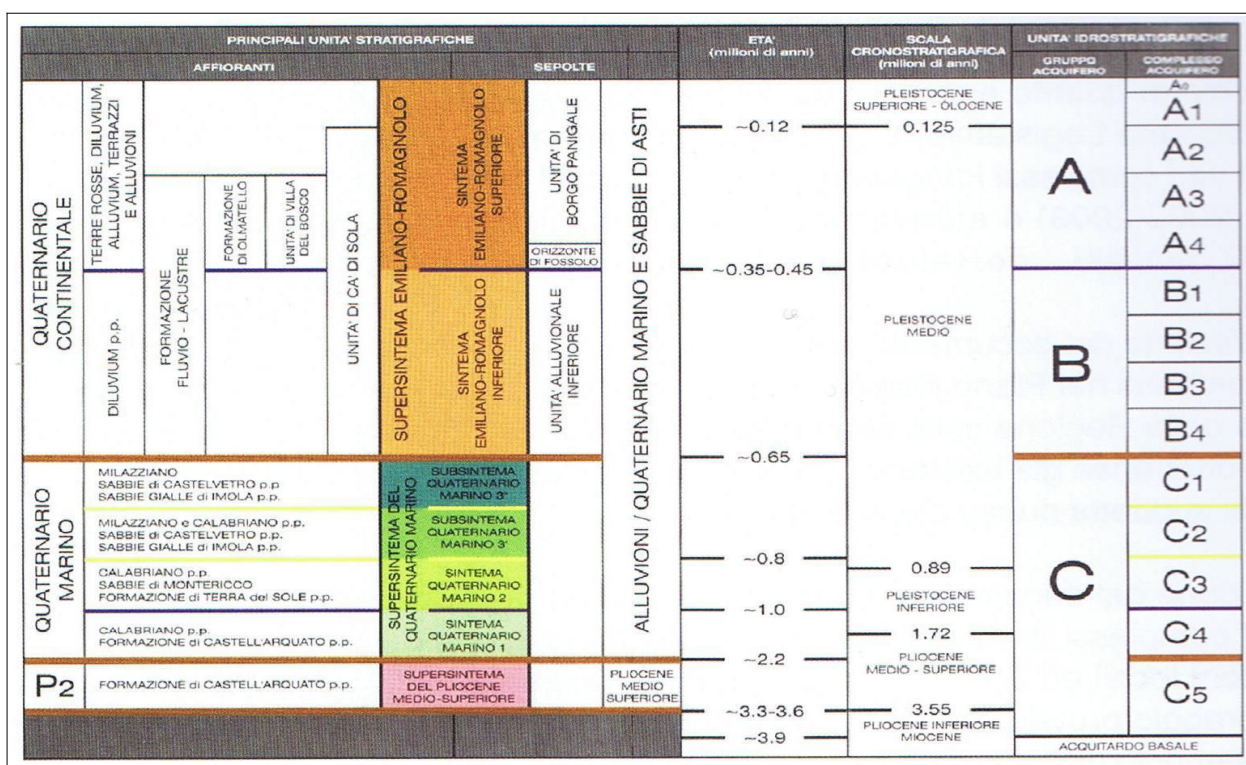 PRINCIPALI UNITA' STRATIGRAFICHE
AFFIORANTI
SEPOLTE
ETA'
(milioni di anni)
SCALA
CRONOSTRATIGRAFICA
(milioni di anni)
UNITA' IDROSTRATIGRAFICHE
GRUPPO
ACQUIFERO
COMPLESSO
ACQUIFERO
QUATERNARIO
CONTINENTALE
TERRE ROSSE, DILUVIUM,
ALLUVIUM, TERRAZZI
E ALLUVIONI
DILUVIUM p.p.
FORMAZIONE
FLUVIO - LACUSTRE
FORMAZIONE
DI OLMATELLO
UNITA' DI VILLA
DEL BOSCO
UNITA' DI CA' DI SOLA
SUPERSINTEMA EMILIANO-ROMAGNOLO
SINTEMA
EMILIANO-ROMAGNOLO
SUPERIORE
SINTEMA
EMILIANO-ROMAGNOLO
INFERIORE
UNITA' DI
BORGO PANIGALE
ORIZZONTE
DI FOSSOLO
UNITA' ALLUVIONALE
INFERIORE
ALLUVIONI / QUATERNARIO MARINO E SABBIE DI ASTI
QUATERNARIO
MARINO
MILAZZIANO
SABBIE di CASTELVETRO p.p
SABBIE GIALLE di IMOLA p.p.
MILAZZIANO e CALABRIANO p.p.
SABBIE di CASTELVETRO p.p.
SABBIE GIALLE di IMOLA p.p.
CALABRIANO p.p.
SABBIE di MONTERICCO
FORMAZIONE di TERRA del SOLE p.p.
CALABRIANO p.p.
FORMAZIONE di CASTELL'ARQUATO p.p.
SUPERSINTEMA DEL
QUATERNARIO MARINO
SUBSINTEMA
QUATERNARIO
MARINO 3"
SUBSINTEMA
QUATERNARIO
MARINO 3'
SINTEMA
QUATERNARIO
MARINO 2
SINTEMA
QUATERNARIO
MARINO 1
P2
FORMAZIONE di CASTELL'ARQUATO p.p.
SUPERSINTEMA
DEL PLIOCENE
MEDIO-SUPERIORE
PLIOCENE
MEDIO
SUPERIORE
~0.12
~0.35-0.45
~0.65
~0.8
~1.0
~2.2
~3.3-3.6
~3.9
PLEISTOCENE
SUPERIORE - OLOCENE
0.125
PLEISTOCENE
MEDIO
0.89
PLEISTOCENE
INFERIORE
1.72
PLIOCENE
MEDIO - SUPERIORE
3.55
PLIOCENE INFERIORE
MIOCENE
A
B
C
A0
A1
A2
A3
A4
B1
B2
B3
B4
C1
C2
C3
C4
C5
ACQUITARDO BASALE